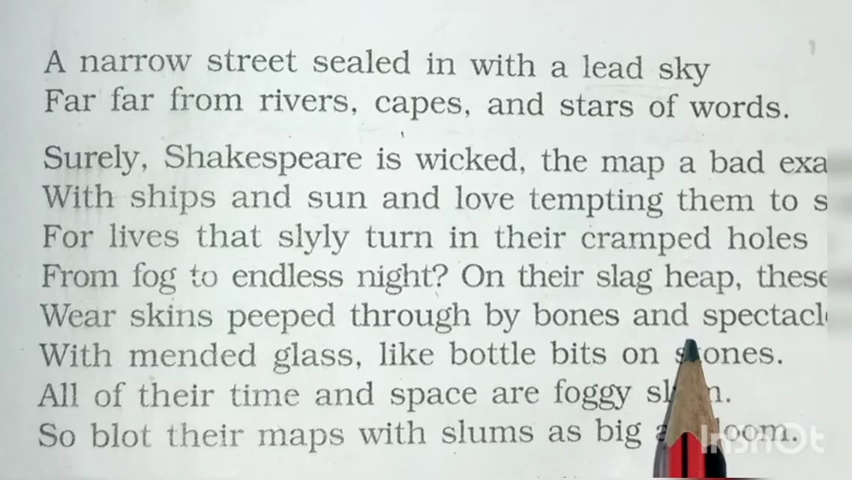 A narrow street sealed in with a lead sky
Far far from rivers, capes, and stars of words.
Surely, Shakespeare is wicked, the map a bad exa
With ships and sun and love tempting them to s
For lives that slyly turn in their cramped holes
From fog to endless night? On their slag heap, these
Wear skins peeped through by bones and spectacl
With mended glass, like bottle bits on stones.
All of their time and space are foggy
So blot their maps with slums as big
InShOt